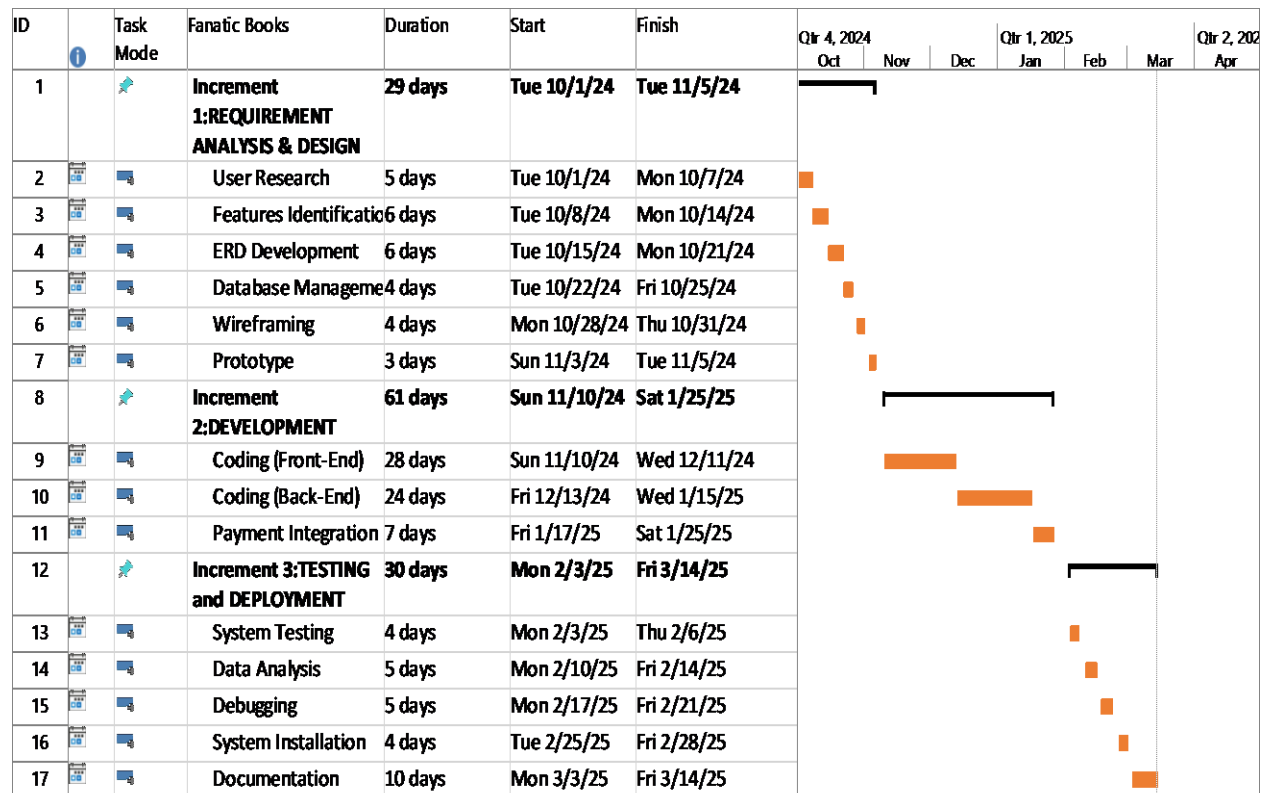 ID Task Mode Fanatic Books Duration Start Finish
Qtr 4, 2024 Qtr 1, 2025 Qtr 2, 202
Oct Nov Dec Jan Feb Mar Apr
1 Increment 1:REQUIREMENT ANALYSIS & DESIGN 29 days Tue 10/1/24 Tue 11/5/24
2 User Research 5 days Tue 10/1/24 Mon 10/7/24
3 Features Identificatio 6 days Tue 10/8/24 Mon 10/14/24
4 ERD Development 6 days Tue 10/15/24 Mon 10/21/24
5 Database Manageme 4 days Tue 10/22/24 Fri 10/25/24
6 Wireframing 4 days Mon 10/28/24 Thu 10/31/24
7 Prototype 3 days Sun 11/3/24 Tue 11/5/24
8 Increment 2:DEVELOPMENT 61 days Sun 11/10/24 Sat 1/25/25
9 Coding (Front-End) 28 days Sun 11/10/24 Wed 12/11/24
10 Coding (Back-End) 24 days Fri 12/13/24 Wed 1/15/25
11 Payment Integration 7 days Fri 1/17/25 Sat 1/25/25
12 Increment 3:TESTING and DEPLOYMENT 30 days Mon 2/3/25 Fri 3/14/25
13 System Testing 4 days Mon 2/3/25 Thu 2/6/25
14 Data Analysis 5 days Mon 2/10/25 Fri 2/14/25
15 Debugging 5 days Mon 2/17/25 Fri 2/21/25
16 System Installation 4 days Tue 2/25/25 Fri 2/28/25
17 Documentation 10 days Mon 3/3/25 Fri 3/14/25